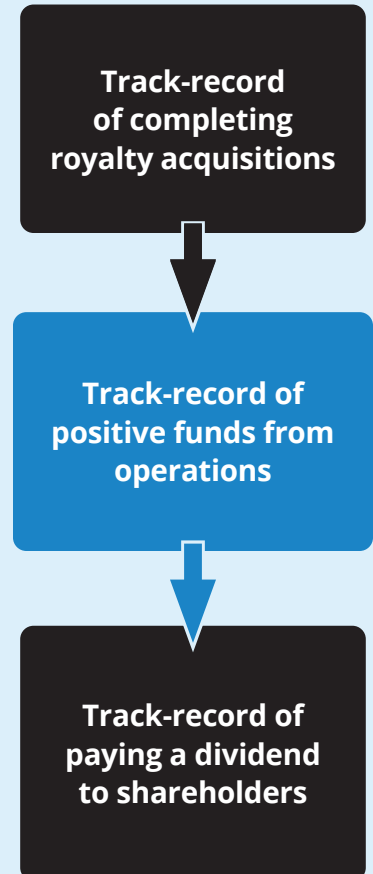 Track-record
of completing
royalty acquisitions
Track-record of
positive funds from
operations
Track-record of
paying a dividend
to shareholders